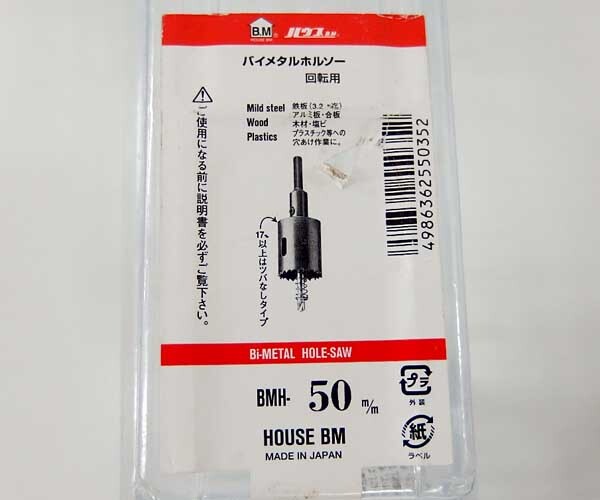 B.M
HOUSE BM
ハウスB.M
バイメタルホルソー
回転用
ご使用になる前に説明書を必ずご覧下さい。
Mild steel 鉄板(3.2㍉迄)
アルミ板・合板
Wood 木材・塩ビ
Plastics プラスチック等への
穴あけ作業に。
17㍉以上はツバなしタイプ
4986362550352
Bi-METAL HOLE-SAW
BMH- 50 m/m
HOUSE BM
MADE IN JAPAN
プラ
外装
紙
ラベル